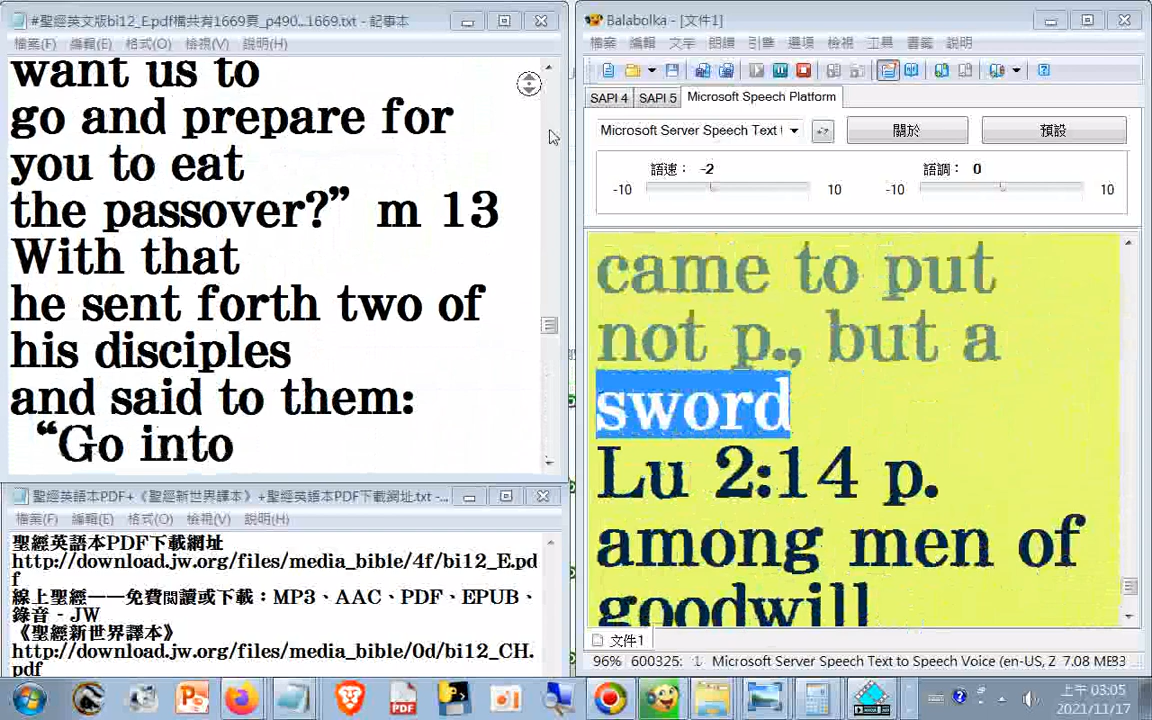 #聖經英文版bi12_E.pdf檔共有1669頁_p490...1669.txt - 記事本
檔案(F) 編輯(E) 格式(O) 檢視(V) 說明(H)
want us to
go and prepare for
you to eat
the passover?” m 13
With that
he sent forth two of
his disciples
and said to them:
“Go into
聖經英語本PDF+《聖經新世界譯本》+聖經英語本PDF下載網址.txt -...
檔案(F) 編輯(E) 格式(O) 檢視(V) 說明(H)
聖經英語本PDF下載網址
http://download.jw.org/files/media_bible/4f/bi12_E.pd
f
線上聖經——免費閱讀或下載：MP3、AAC、PDF、EPUB、
錄音 - JW
《聖經新世界譯本》
http://download.jw.org/files/media_bible/0d/bi12_CH.
pdf
Balabolka - [文件1]
檔案 編輯 文字 朗讀 引擎 選項 檢視 工具 書籤 說明
SAPI 4 SAPI 5 Microsoft Speech Platform
Microsoft Server Speech Text 關於 預設
語速： -2 語調： 0
-10 10 -10 10
came to put
not p., but a
sword
Lu 2:14 p.
among men of
goodwill
文件1
96% 600325: 1 Microsoft Server Speech Text to Speech Voice (en-US, Z 7.08 MB
上午 03:05
2021/11/17